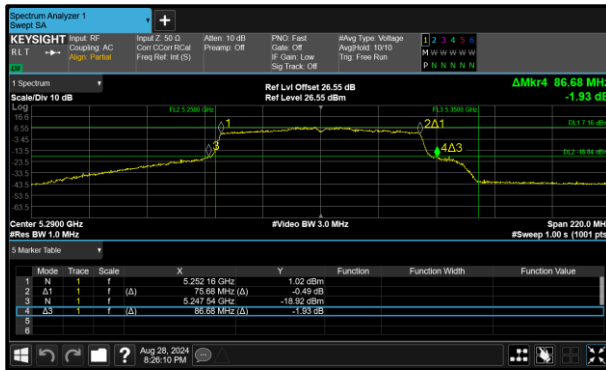 Spectrum Analyzer 1
Swept SA
+
KEYSIGHT Input: RF Input Z: 50 Ω Atten: 10 dB PNO: Fast #Avg Type: Voltage 1 2 3 4 5 6
RLT Coupling: AC Corr CCorr RCal Preamp: Off Gate: Off Avg|Hold: 10/10 M W W W W W
Align: Partial Freq Ref: Int (S) IF Gain: Low Trig: Free Run
LW Sig Track: Off P N N N N N
1 Spectrum Ref Lvl Offset 26.55 dB ΔMkr4 86.68 MHz
Scale/Div 10 dB Ref Level 26.55 dBm -1.93 dB
Log
16.6 FL2 5.2500 GHz FL3 5.3500 GHz
6.55 1 2Δ1 DL1 7.16 dBm
-3.45
-13.5 3 4Δ3 DL2 -18.84 dBm
-23.5
-33.5
-43.5
-53.5
-63.5
Center 5.2900 GHz #Video BW 3.0 MHz Span 220.0 MHz
#Res BW 1.0 MHz #Sweep 1.00 s (1001 pts)
5 Marker Table
Mode Trace Scale X Y Function Function Width Function Value
1 N 1 f 5.252 16 GHz 1.02 dBm
2 Δ1 1 f (Δ) 75.68 MHz (Δ) -0.49 dB
3 N 1 f 5.247 54 GHz -18.92 dBm
4 Δ3 1 f (Δ) 86.68 MHz (Δ) -1.93 dB
5
6
? Aug 28, 2024
8:26:10 PM